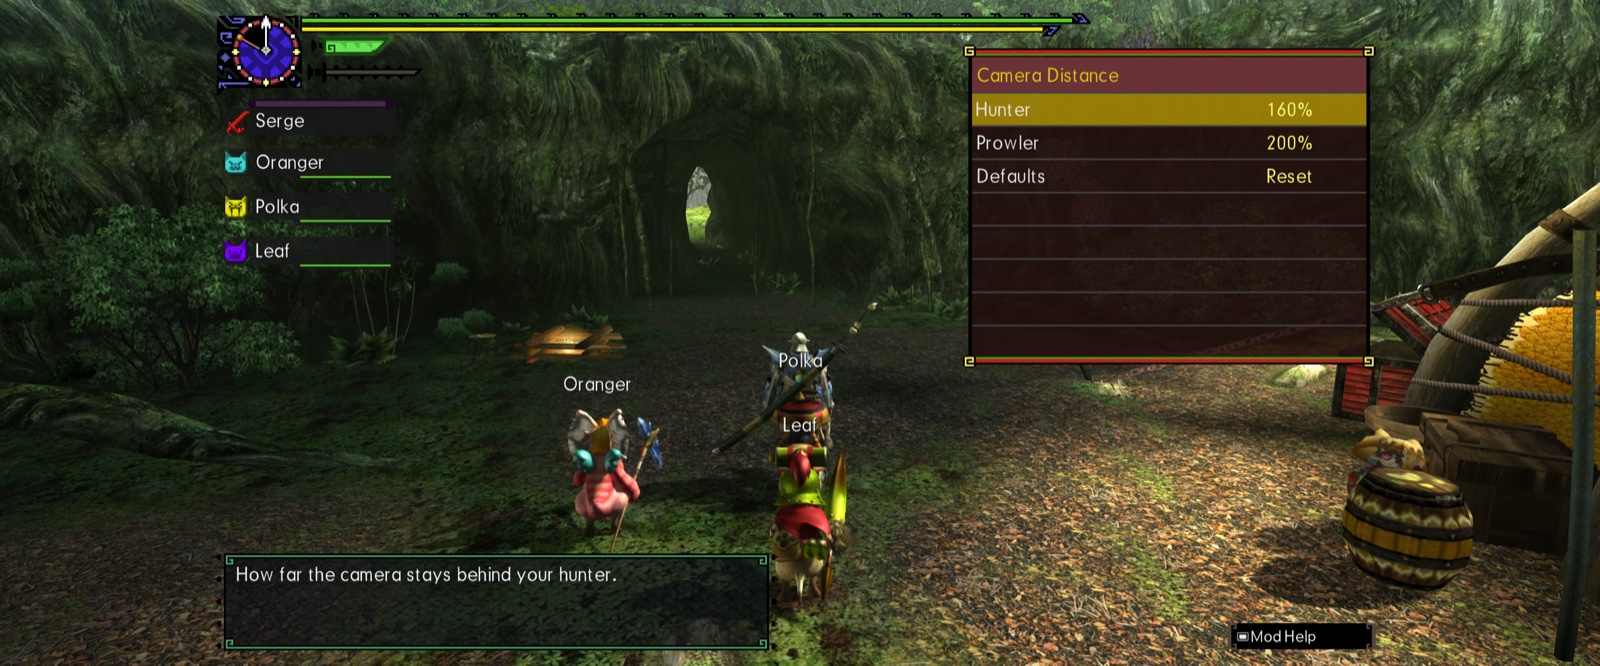 Serge
Oranger
Polka
Leaf
Camera Distance
Hunter 160%
Prowler 200%
Defaults Reset
Polka
Oranger
Leaf
How far the camera stays behind your hunter.
Mod Help